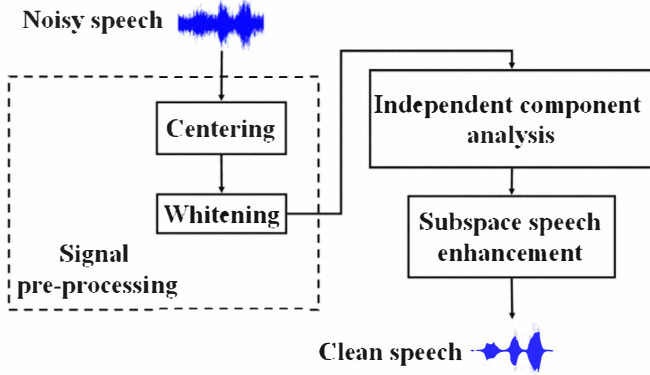 Noisy speech
Centering
Whitening
Signal
pre-processing
Independent component
analysis
Subspace speech
enhancement
Clean speech